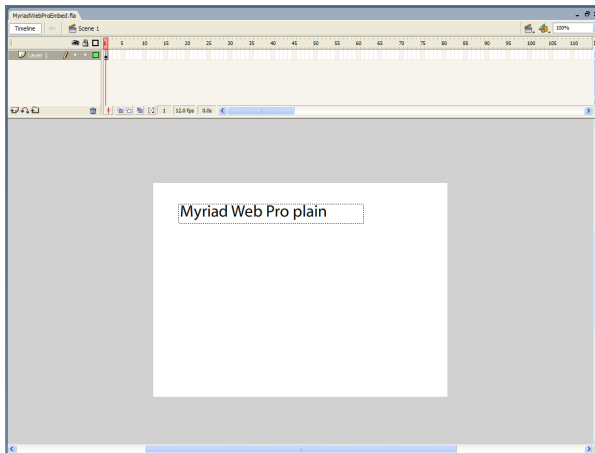 MyriadWebProEmbed.fla
Timeline Scene 1 100%
5 10 15 20 25 30 35 40 45 50 55 60 65 70 75 80 85 90 95 100 105 110
Layer 1
1 12.0 fps 0.0s
Myriad Web Pro plain